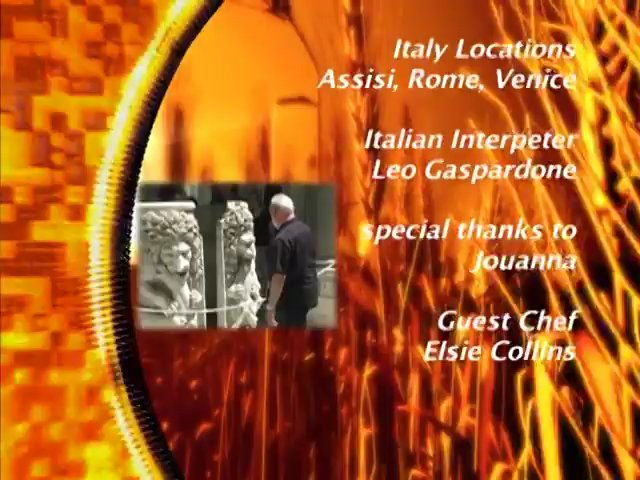 Italy Locations
Assisi, Rome, Venice
Italian Interpeter
Leo Gaspardone
special thanks to
Jouanna
Guest Chef
Elsie Collins